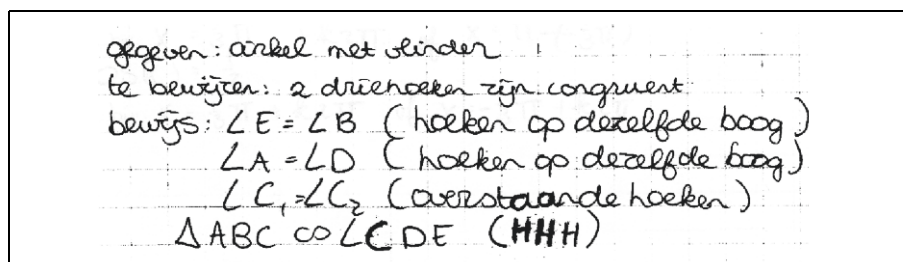 gegeven: cirkel met vlinder
te bewijzen: 2 driehoeken zijn congruent
bewijs: ∠E = ∠B (hoeken op dezelfde boog)
∠A = ∠D (hoeken op dezelfde boog)
∠C₁ = ∠C₂ (overstaande hoeken)
ΔABC ∞ ∠CDE (HHH)